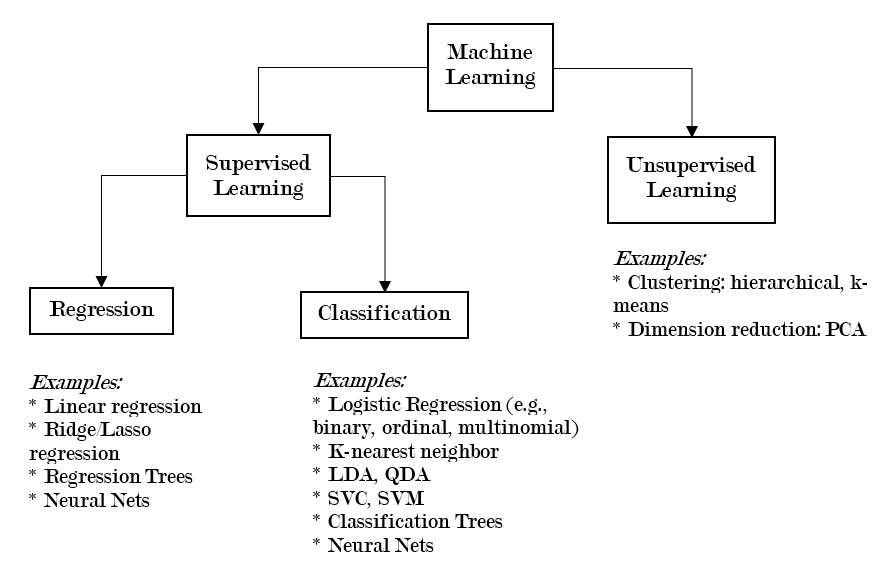 Machine
Learning
Supervised
Learning
Unsupervised
Learning
Examples:
* Clustering: hierarchical, k-
means
* Dimension reduction: PCA
Regression
Classification
Examples:
* Linear regression
* Ridge/Lasso
regression
* Regression Trees
* Neural Nets
Examples:
* Logistic Regression (e.g.,
binary, ordinal, multinomial)
* K-nearest neighbor
* LDA, QDA
* SVC, SVM
* Classification Trees
* Neural Nets